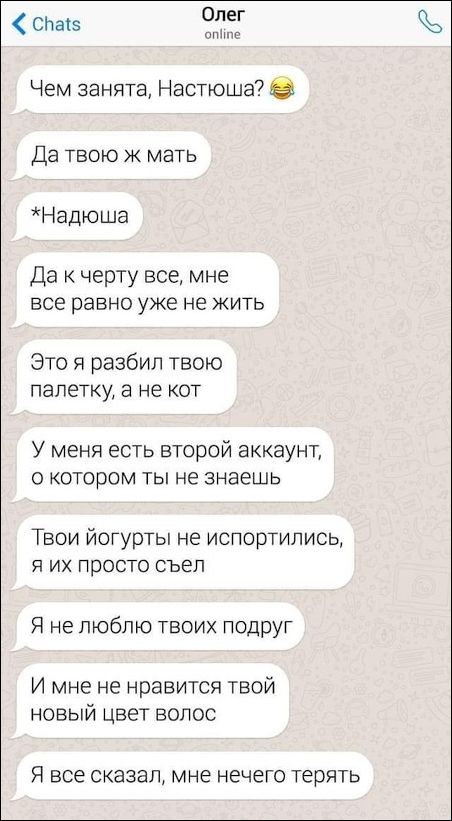 Chats
Олег
online
Чем занята, Настюша? 😂
Да твою ж мать
*Надюша
Да к черту все, мне
все равно уже не жить
Это я разбил твою
палетку, а не кот
У меня есть второй аккаунт,
о котором ты не знаешь
Твои йогурты не испортились,
я их просто съел
Я не люблю твоих подруг
И мне не нравится твой
новый цвет волос
Я все сказал, мне нечего терять